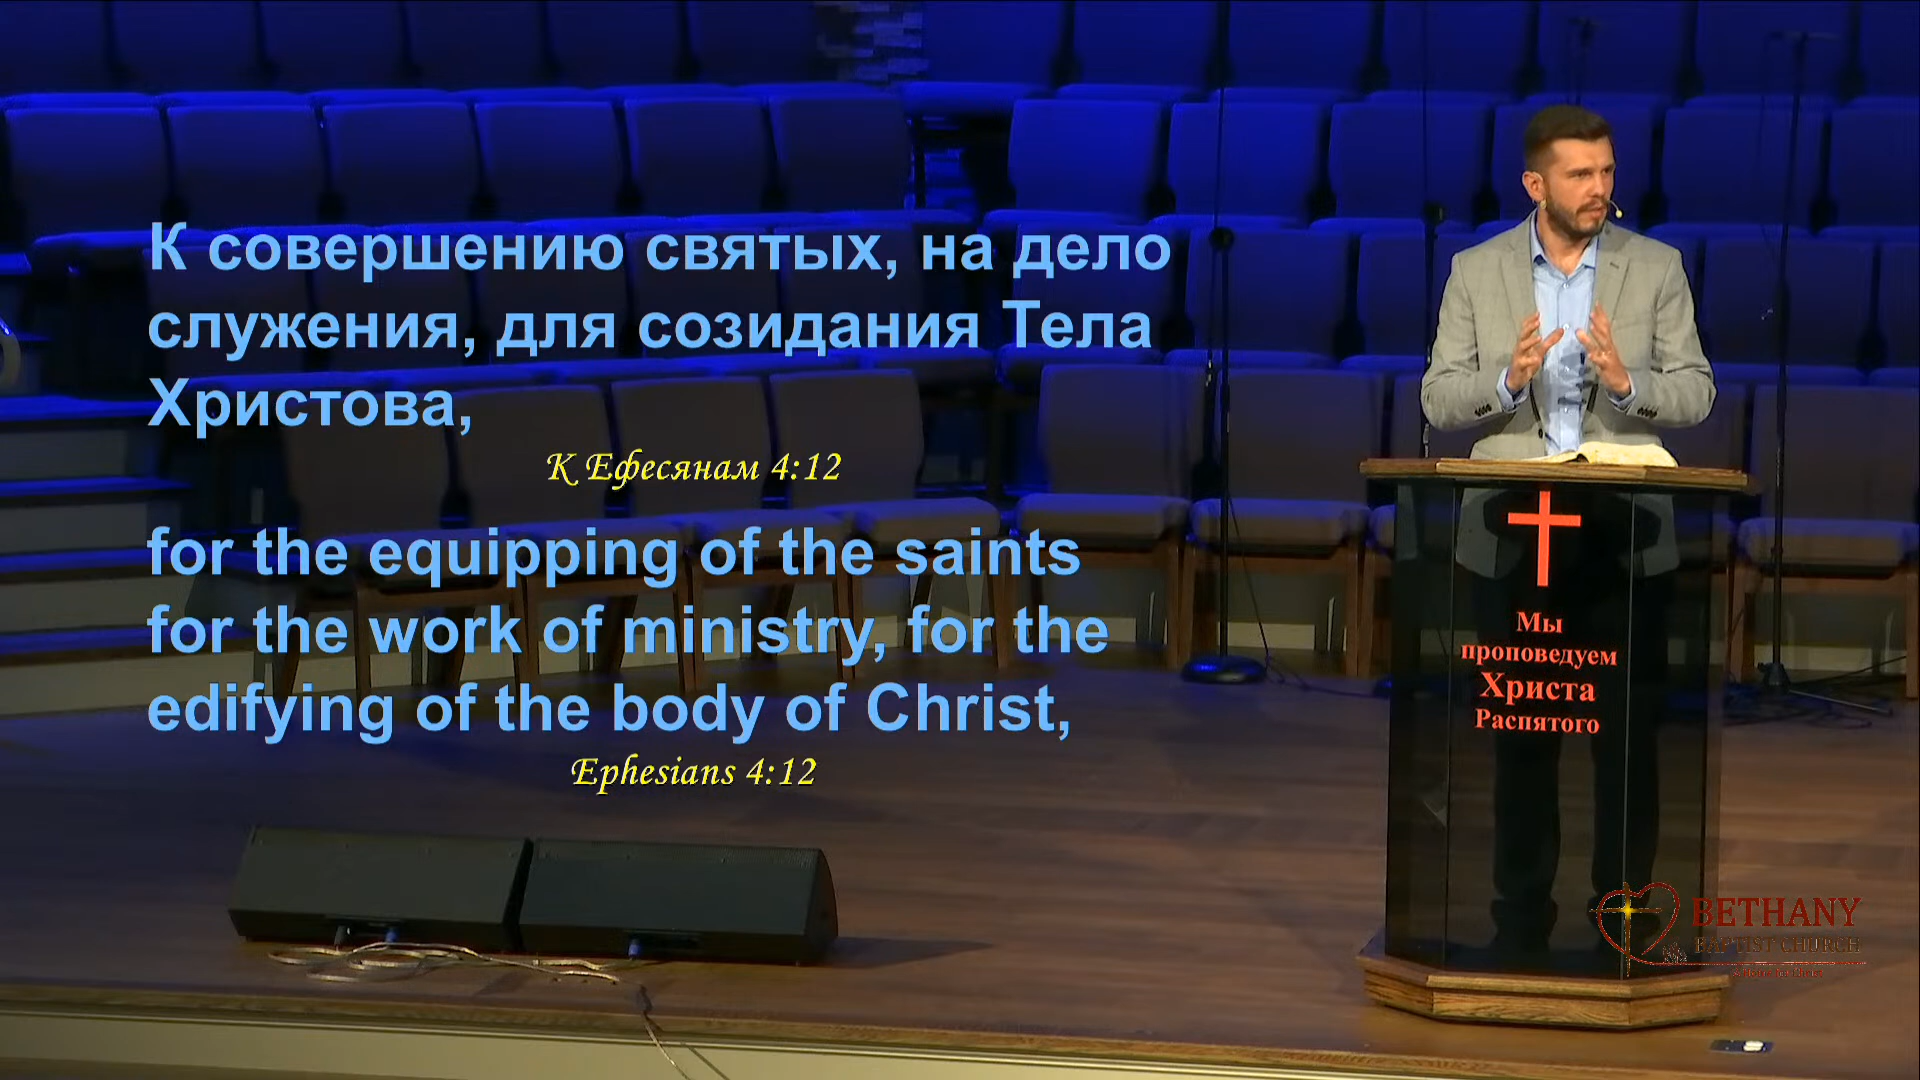 К совершению святых, на дело
служения, для созидания Тела
Христова,
К Ефесянам 4:12
for the equipping of the saints
for the work of ministry, for the
edifying of the body of Christ,
Ephesians 4:12
Мы
проповедуем
Христа
Распятого
BETHANY
BAPTIST CHURCH